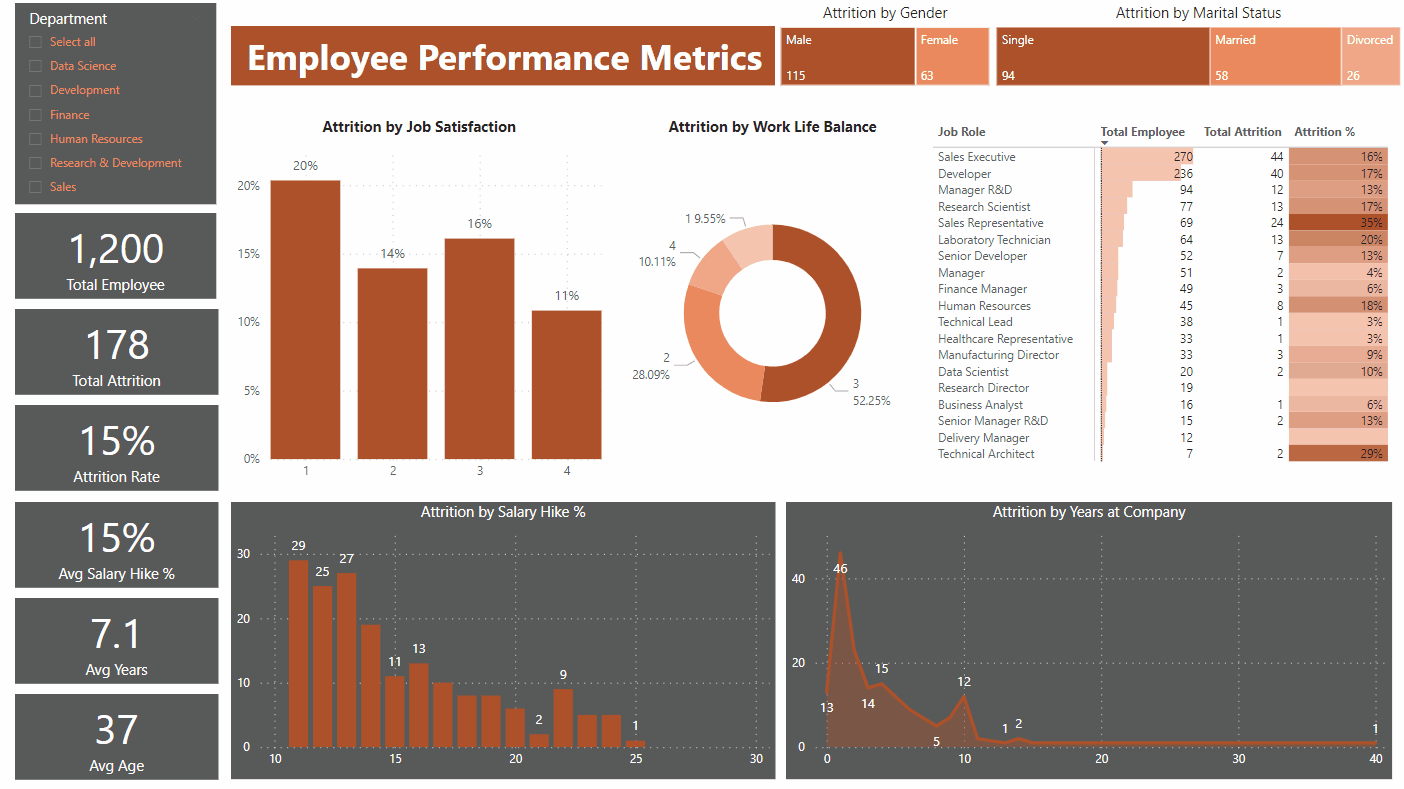 Department
Select all
Data Science
Development
Finance
Human Resources
Research & Development
Sales
1,200
Total Employee
178
Total Attrition
15%
Attrition Rate
15%
Avg Salary Hike %
7.1
Avg Years
37
Avg Age
Employee Performance Metrics
Attrition by Gender
Male
115
Female
63
Attrition by Marital Status
Single
94
Married
58
Divorced
26
Attrition by Job Satisfaction
20%
15%
10%
5%
0%
20%
14%
16%
11%
1 2 3 4
Attrition by Work Life Balance
1 9.55%
4
10.11%
2
28.09%
3
52.25%
Job Role Total Employee Total Attrition Attrition %
Sales Executive 270 44 16%
Developer 236 40 17%
Manager R&D 94 12 13%
Research Scientist 77 13 17%
Sales Representative 69 24 35%
Laboratory Technician 64 13 20%
Senior Developer 52 7 13%
Manager 51 2 4%
Finance Manager 49 3 6%
Human Resources 45 8 18%
Technical Lead 38 1 3%
Healthcare Representative 33 1 3%
Manufacturing Director 33 3 9%
Data Scientist 20 2 10%
Research Director 19
Business Analyst 16 1 6%
Senior Manager R&D 15 2 13%
Delivery Manager 12
Technical Architect 7 2 29%
Attrition by Salary Hike %
30
20
10
0
29
25
27
11
13
2
9
1
10 15 20 25 30
Attrition by Years at Company
40
20
0
13
46
14
15
5
12
1
2
1
0 10 20 30 40